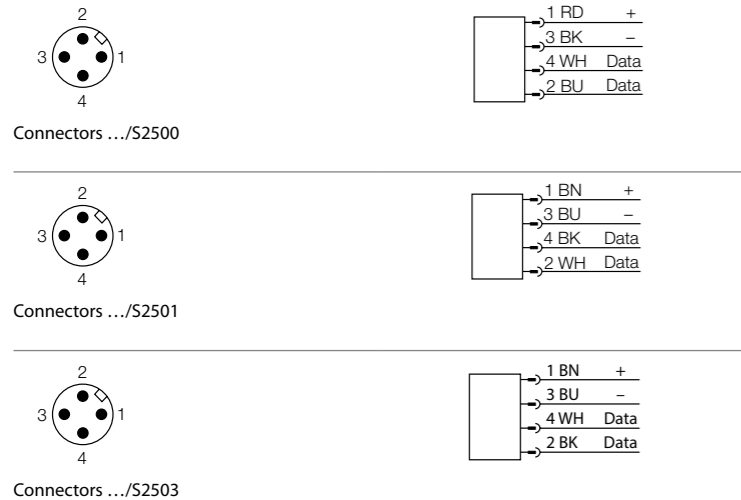 2
3 1
4
1 RD +
3 BK –
4 WH Data
2 BU Data
Connectors …/S2500
2
3 1
4
1 BN +
3 BU –
4 BK Data
2 WH Data
Connectors …/S2501
2
3 1
4
1 BN +
3 BU –
4 WH Data
2 BK Data
Connectors …/S2503